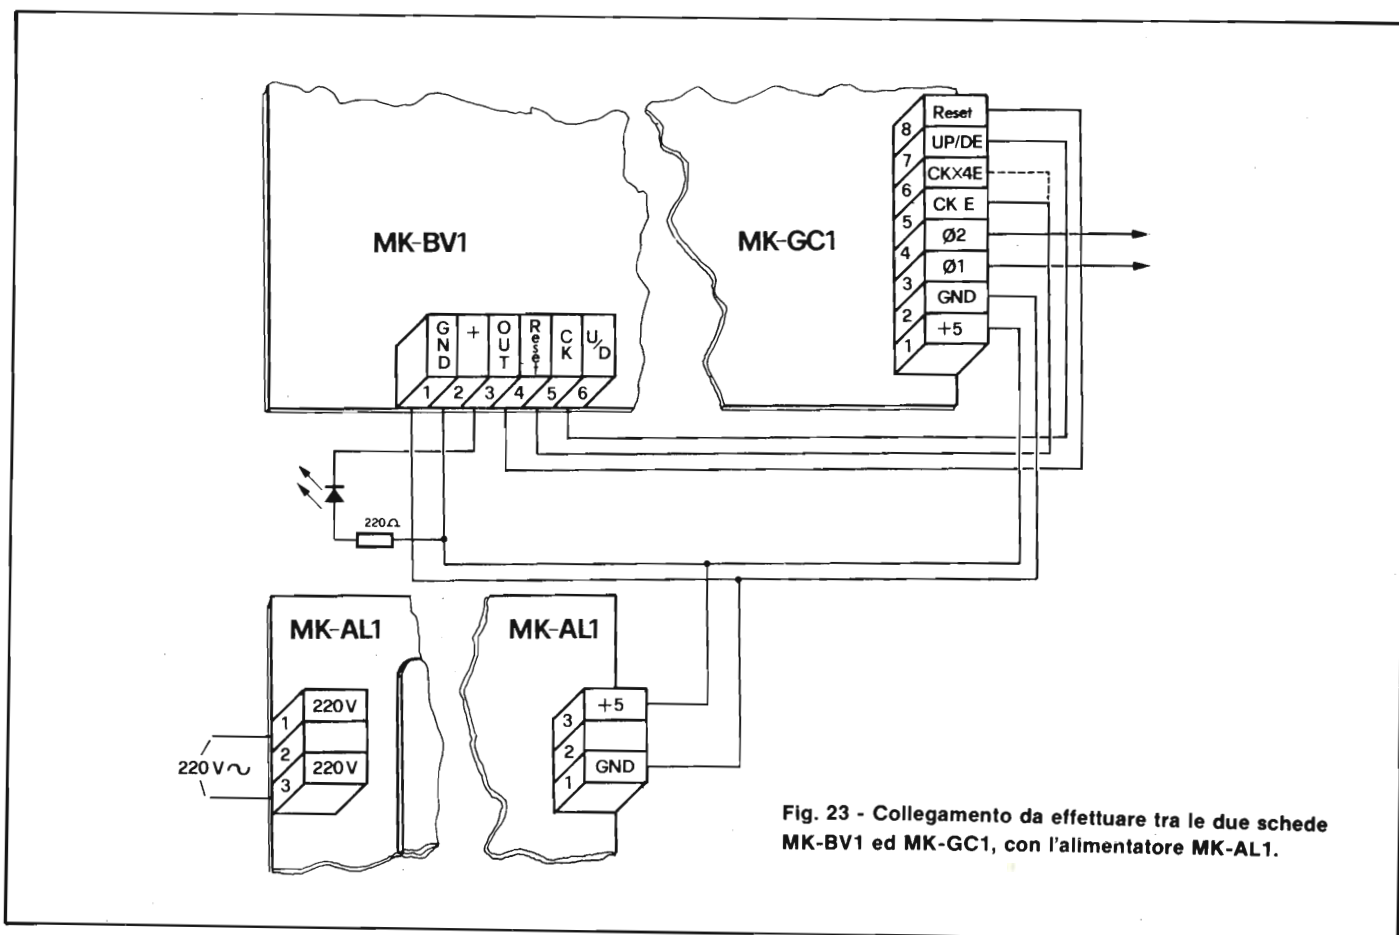 MK-BV1
MK-GC1
8 Reset
7 UP/DE
6 CKX4E
5 CK E
4 Ø2
3 Ø1
2 GND
1 +5
GND + OUT Reset CK U/D
1 2 3 4 5 6
220Ω
MK-AL1
MK-AL1
1 220V
2
3 220V
220V~
3 +5
2
1 GND
Fig. 23 - Collegamento da effettuare tra le due schede
MK-BV1 ed MK-GC1, con l'alimentatore MK-AL1.